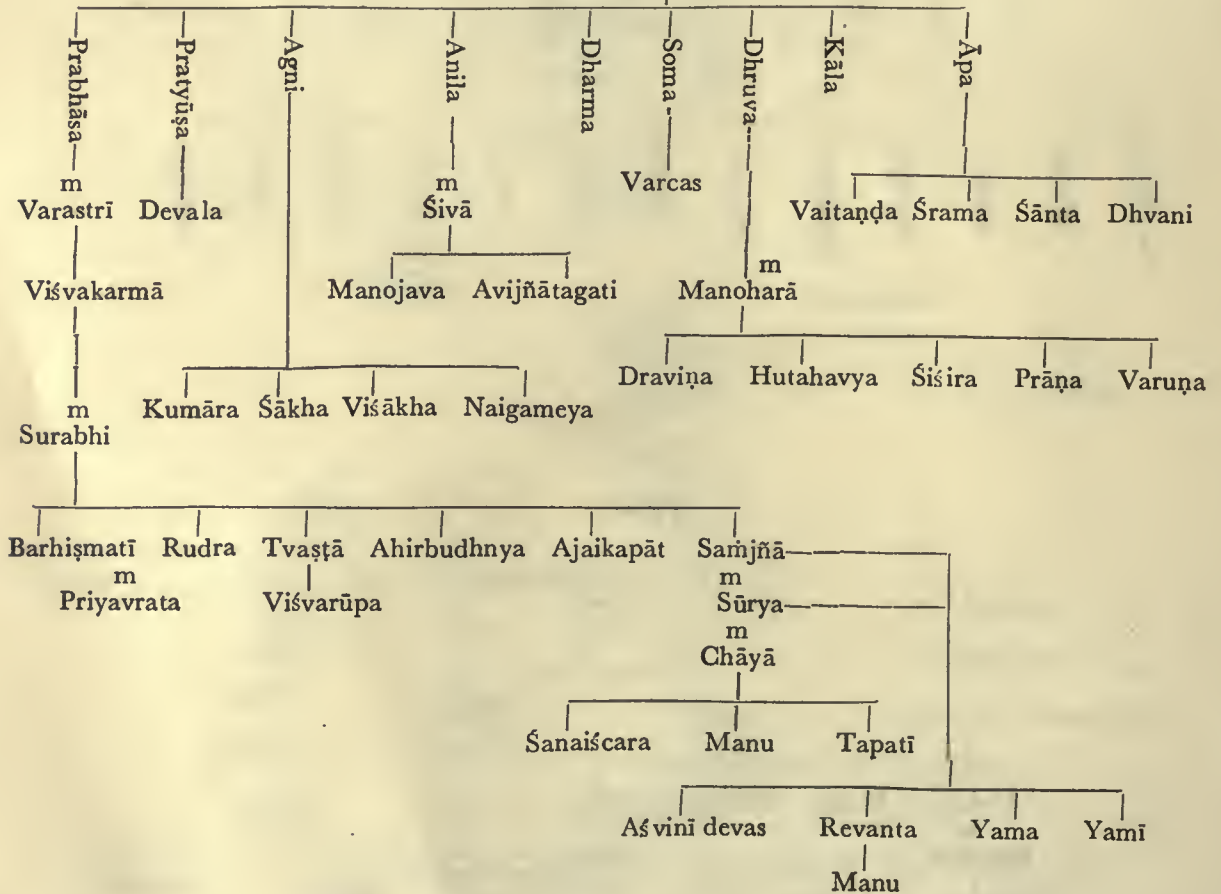 Prabhāsa Pratyūṣa Agni Anila Dharma Soma Dhruva Kāla Āpa
m m Varcas
Varastrī Devala Śivā Vaitaṇḍa Śrama Śānta Dhvani
m
Viśvakarmā Manojava Avijñātagati Manoharā
Draviṇa Hutahavya Śiśira Prāṇa Varuṇa
m Kumāra Śākha Viśākha Naigameya
Surabhi
Barhiṣmatī Rudra Tvaṣṭā Ahirbudhnya Ajaikapāt Saṁjñā
m m
Priyavrata Viśvarūpa Sūrya
m
Chāyā
Śanaiścara Manu Tapatī
Aśvinī devas Revanta Yama Yamī
Manu